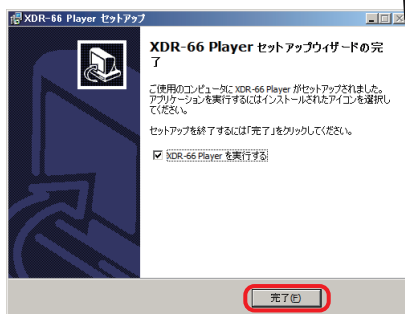 XDR-66 Player セットアップ
XDR-66 Player セットアップウィザードの完
了
ご使用のコンピュータに XDR-66 Player がセットアップされました。
アプリケーションを実行するにはインストールされたアイコンを選択し
てください。
セットアップを終了するには「完了」をクリックしてください。
XDR-66 Player を実行する
完了(F)